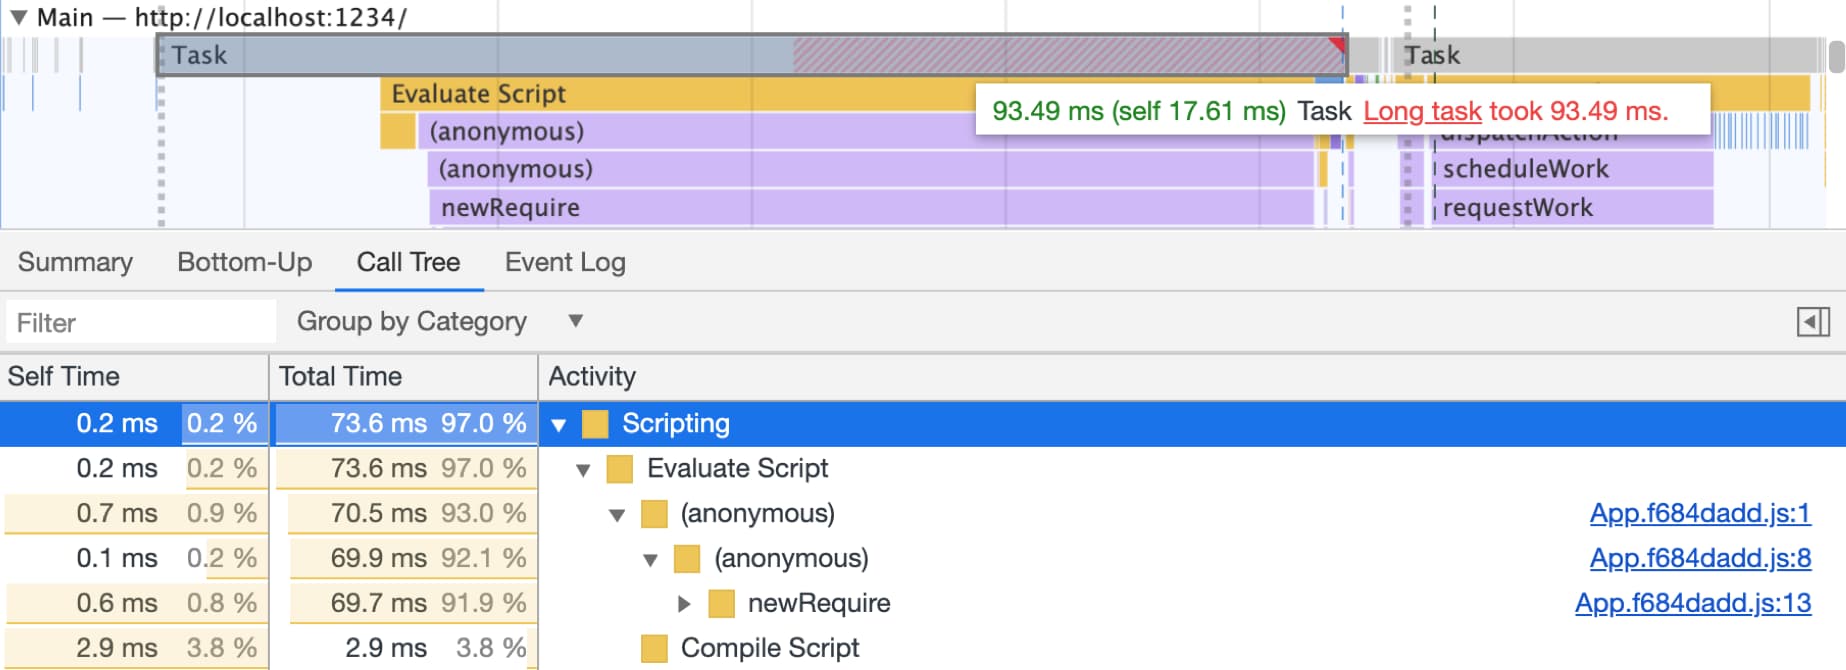 ▼ Main — http://localhost:1234/
Task
Task
Evaluate Script
93.49 ms (self 17.61 ms) Task Long task took 93.49 ms.
(anonymous)
dispatchAction
(anonymous)
scheduleWork
newRequire
requestWork
Summary Bottom-Up Call Tree Event Log
Filter Group by Category ▼
Self Time Total Time Activity
0.2 ms 0.2 % 73.6 ms 97.0 % ▼ Scripting
0.2 ms 0.2 % 73.6 ms 97.0 % ▼ Evaluate Script
0.7 ms 0.9 % 70.5 ms 93.0 % ▼ (anonymous) App.f684dadd.js:1
0.1 ms 0.2 % 69.9 ms 92.1 % ▼ (anonymous) App.f684dadd.js:8
0.6 ms 0.8 % 69.7 ms 91.9 % ▶ newRequire App.f684dadd.js:13
2.9 ms 3.8 % 2.9 ms 3.8 % Compile Script